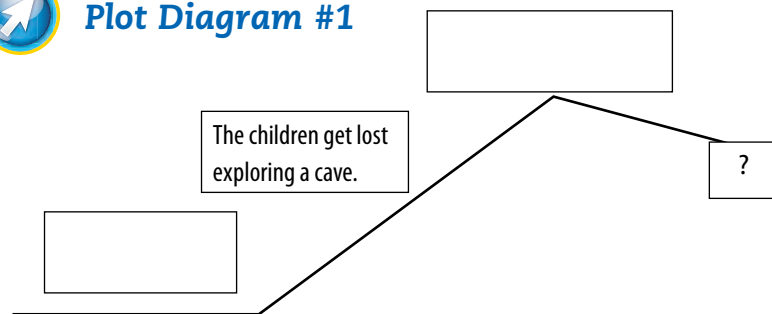 Plot Diagram #1
The children get lost
exploring a cave.
?